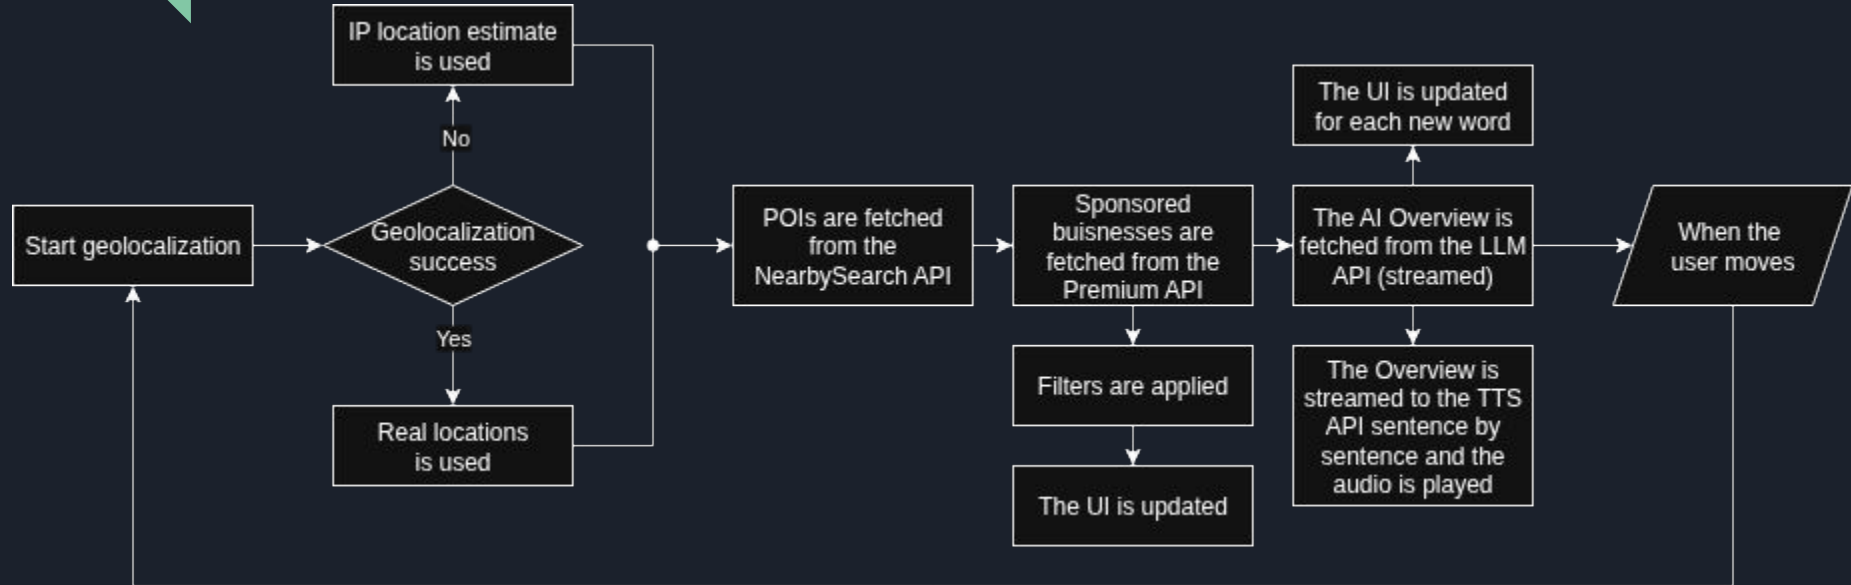 IP location estimate
is used
No
Start geolocalization
Geolocalization
success
Yes
Real locations
is used
POIs are fetched
from the
NearbySearch API
Sponsored
buisnesses are
fetched from the
Premium API
Filters are applied
The UI is updated
The UI is updated
for each new word
The AI Overview is
fetched from the LLM
API (streamed)
The Overview is
streamed to the TTS
API sentence by
sentence and the
audio is played
When the
user moves